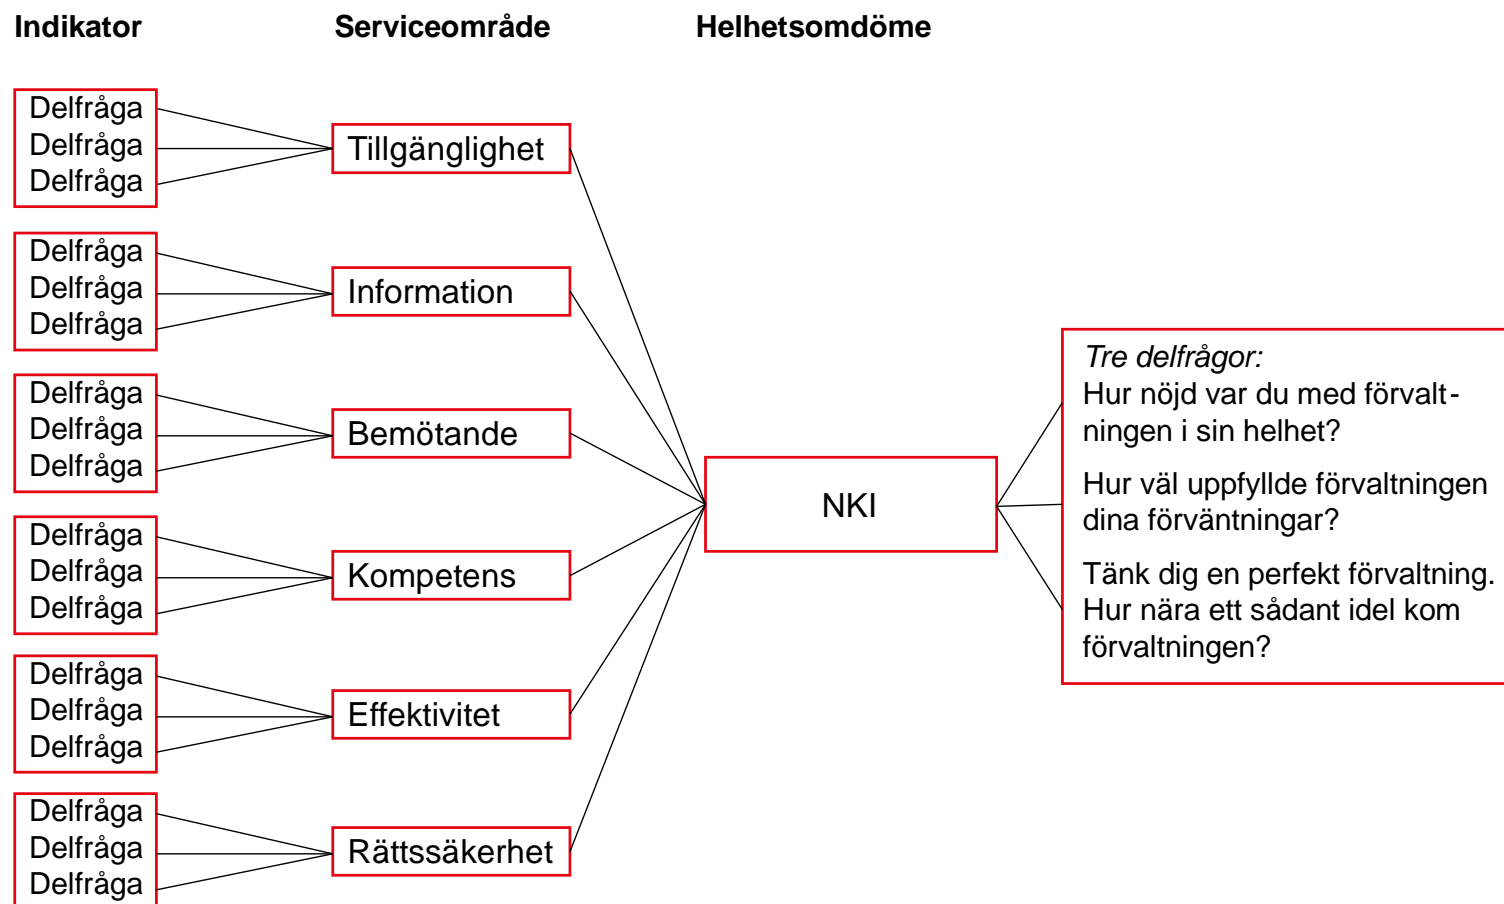 Indikator Serviceområde Helhetsomdöme
Delfråga
Delfråga
Delfråga
Tillgänglighet
Delfråga
Delfråga
Delfråga
Information
Delfråga
Delfråga
Delfråga
Bemötande
Delfråga
Delfråga
Delfråga
Kompetens
Delfråga
Delfråga
Delfråga
Effektivitet
Delfråga
Delfråga
Delfråga
Rättssäkerhet
NKI
Tre delfrågor:
Hur nöjd var du med förvalt-
ningen i sin helhet?
Hur väl uppfyllde förvaltningen
dina förväntningar?
Tänk dig en perfekt förvaltning.
Hur nära ett sådant idel kom
förvaltningen?